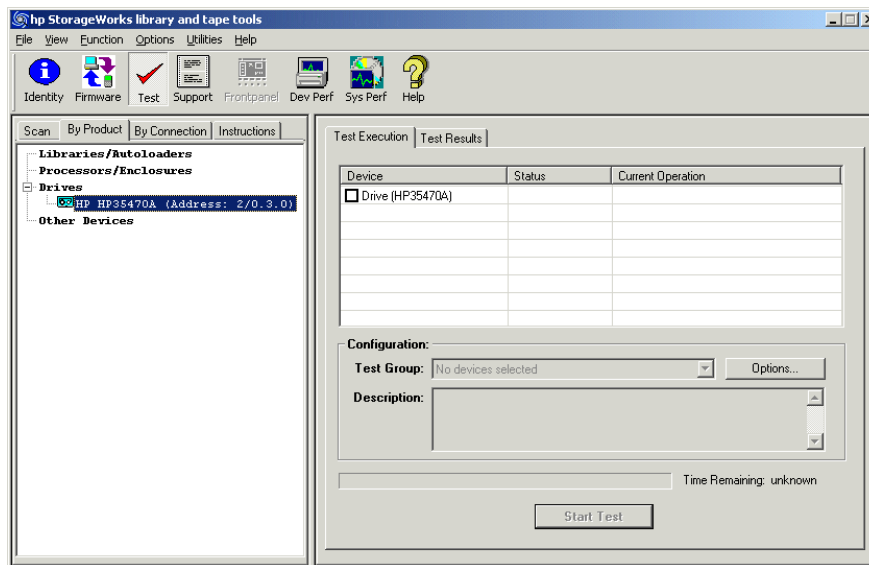 hp StorageWorks library and tape tools
File View Function Options Utilities Help
Identity Firmware Test Support Frontpanel Dev Perf Sys Perf Help
Scan By Product By Connection Instructions
Libraries/Autoloaders
Processors/Enclosures
Drives
HP HP35470A (Address: 2/0.3.0)
Other Devices
Test Execution Test Results
Device Status Current Operation
Drive (HP35470A)
Configuration:
Test Group: No devices selected Options...
Description:
Time Remaining: unknown
Start Test